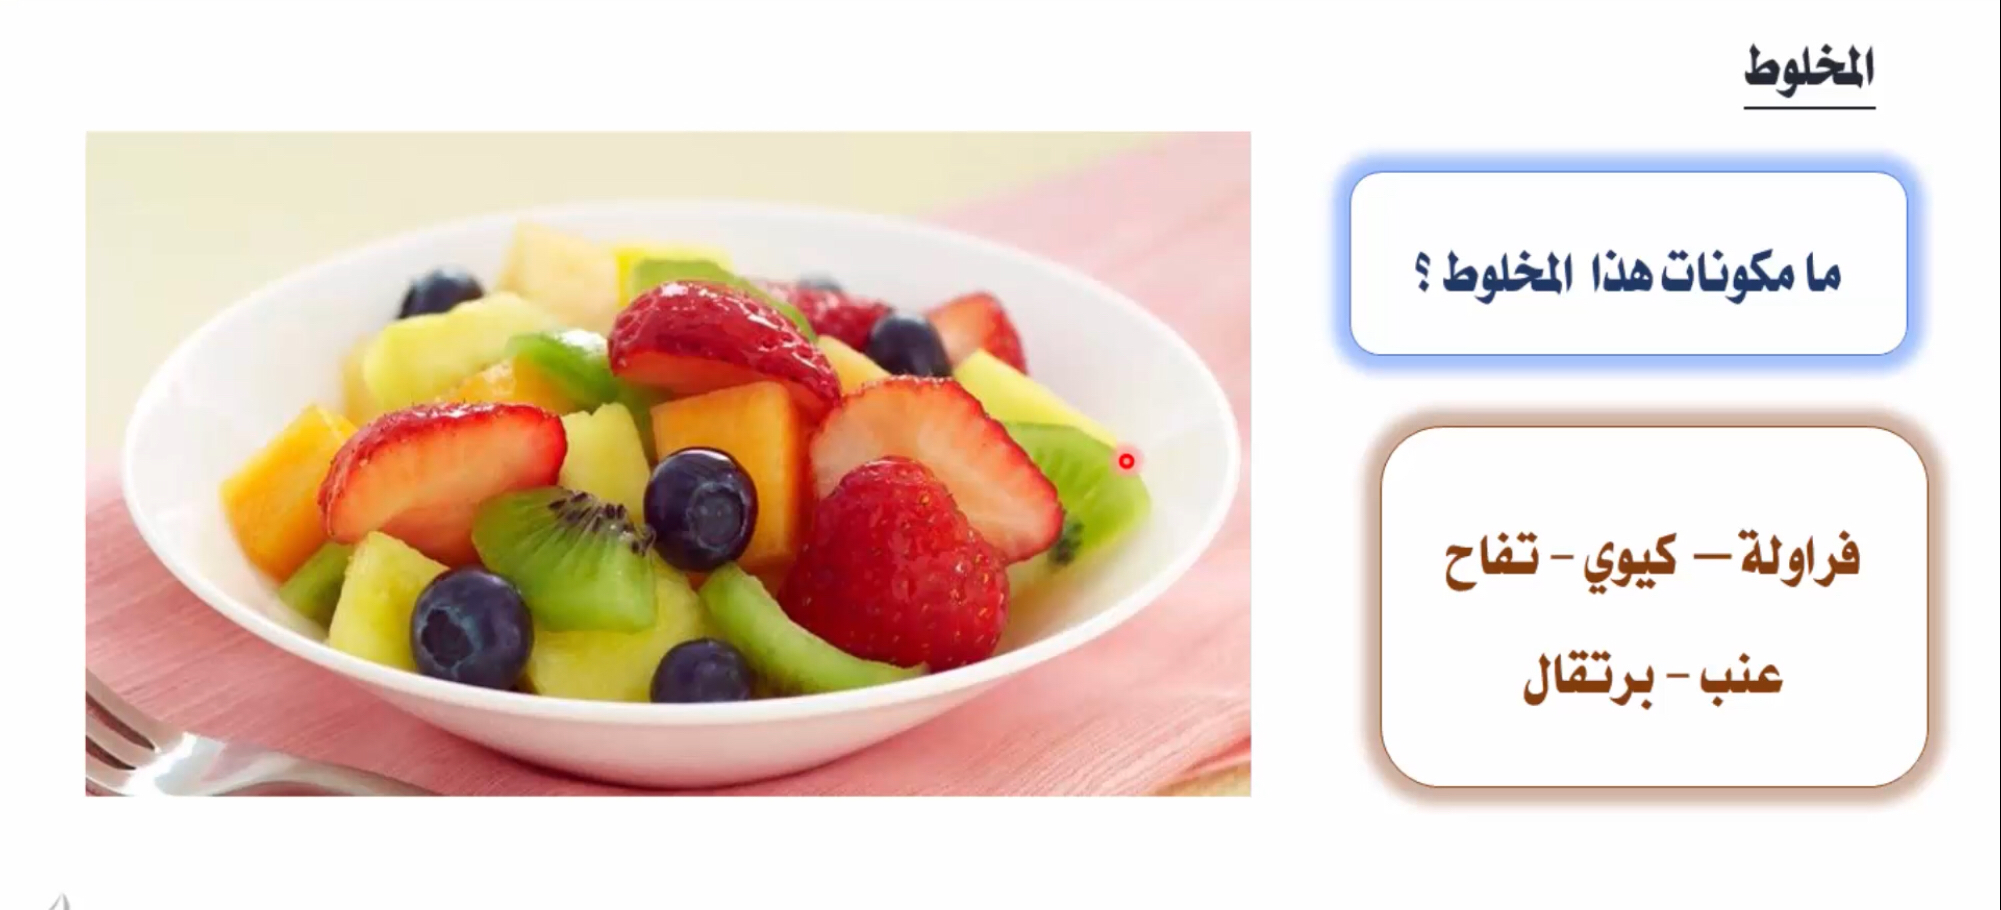 المخلوط
ما مكونات هذا المخلوط ؟
فراولة – كيوي - تفاح
عنب - برتقال